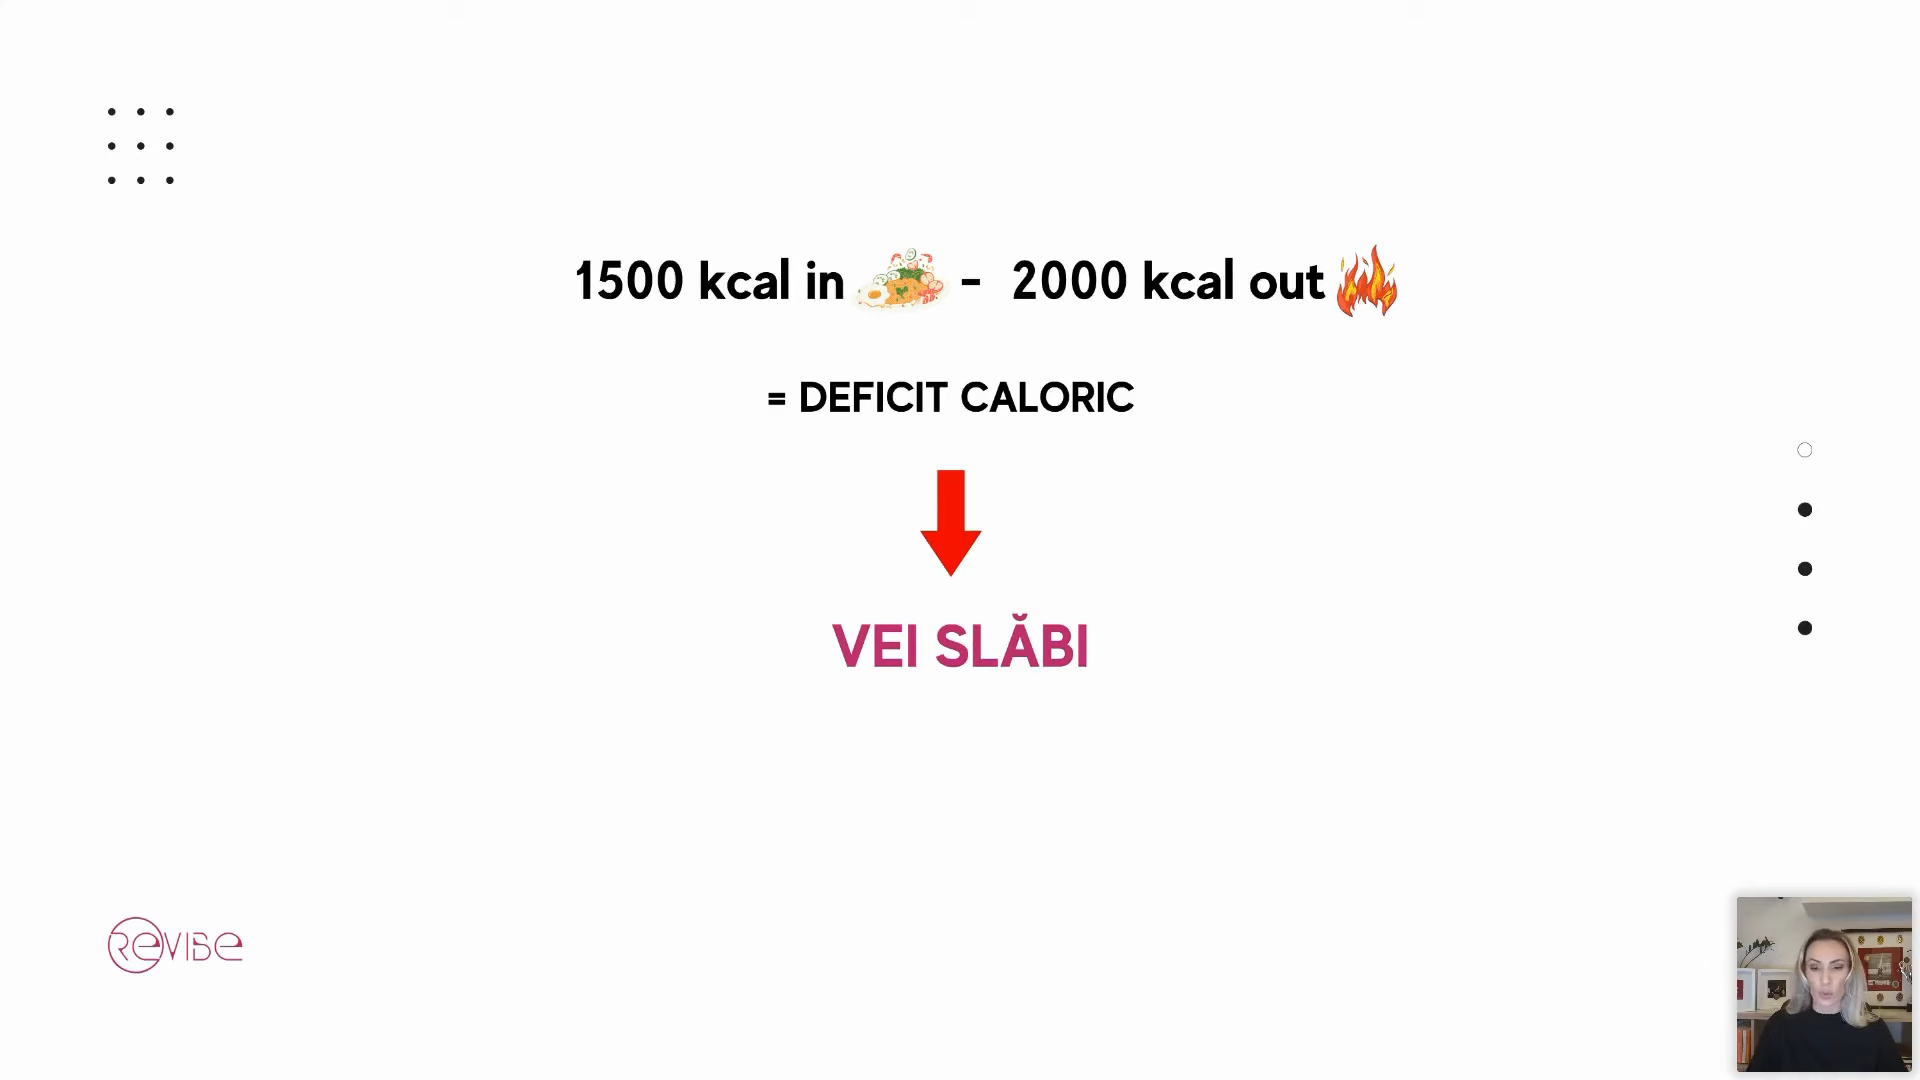 1500 kcal in - 2000 kcal out
= DEFICIT CALORIC
VEI SLĂBI
REVIBE